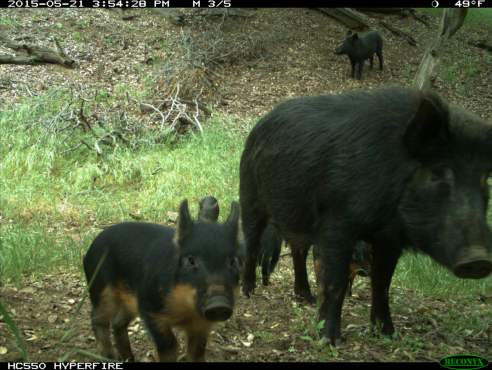 2015-05-21 3:54:28 PM M 3/5 49°F
HC550 HYPERFIRE RECONYX